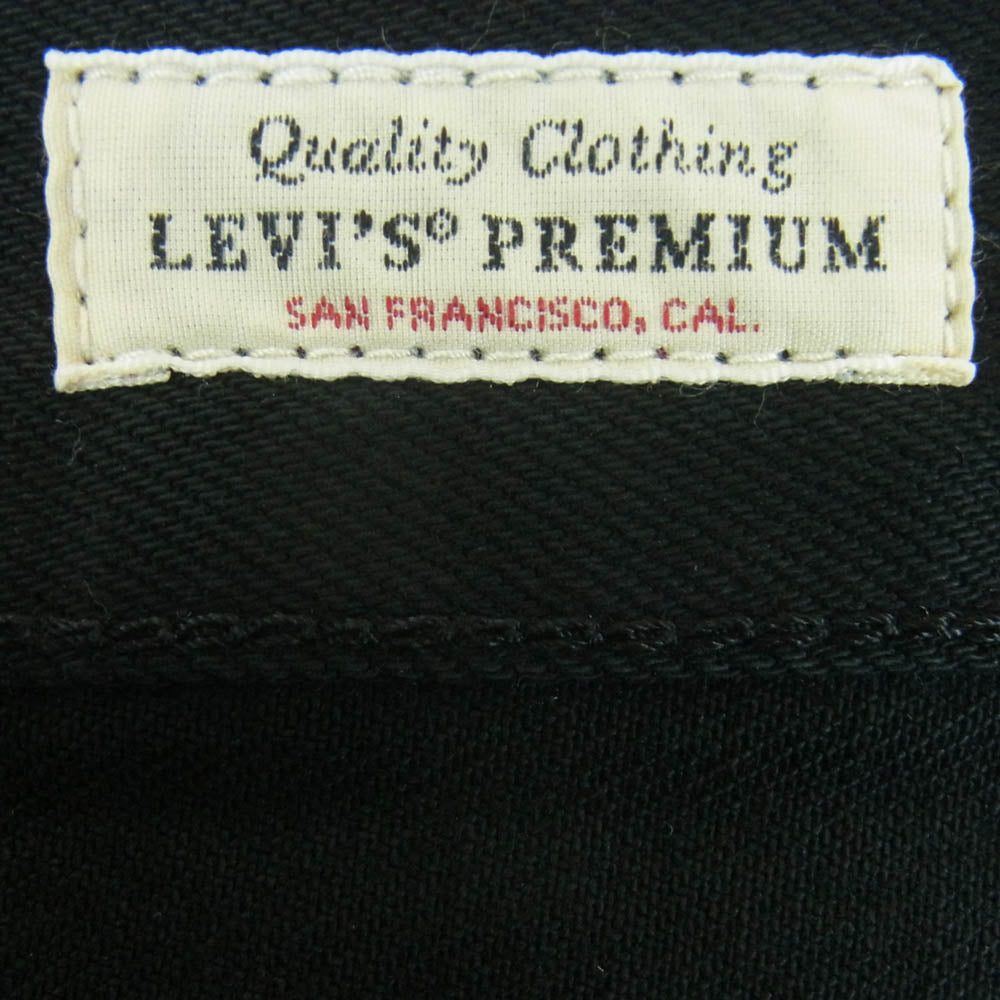 Quality Clothing
LEVI'S® PREMIUM
SAN FRANCISCO, CAL.